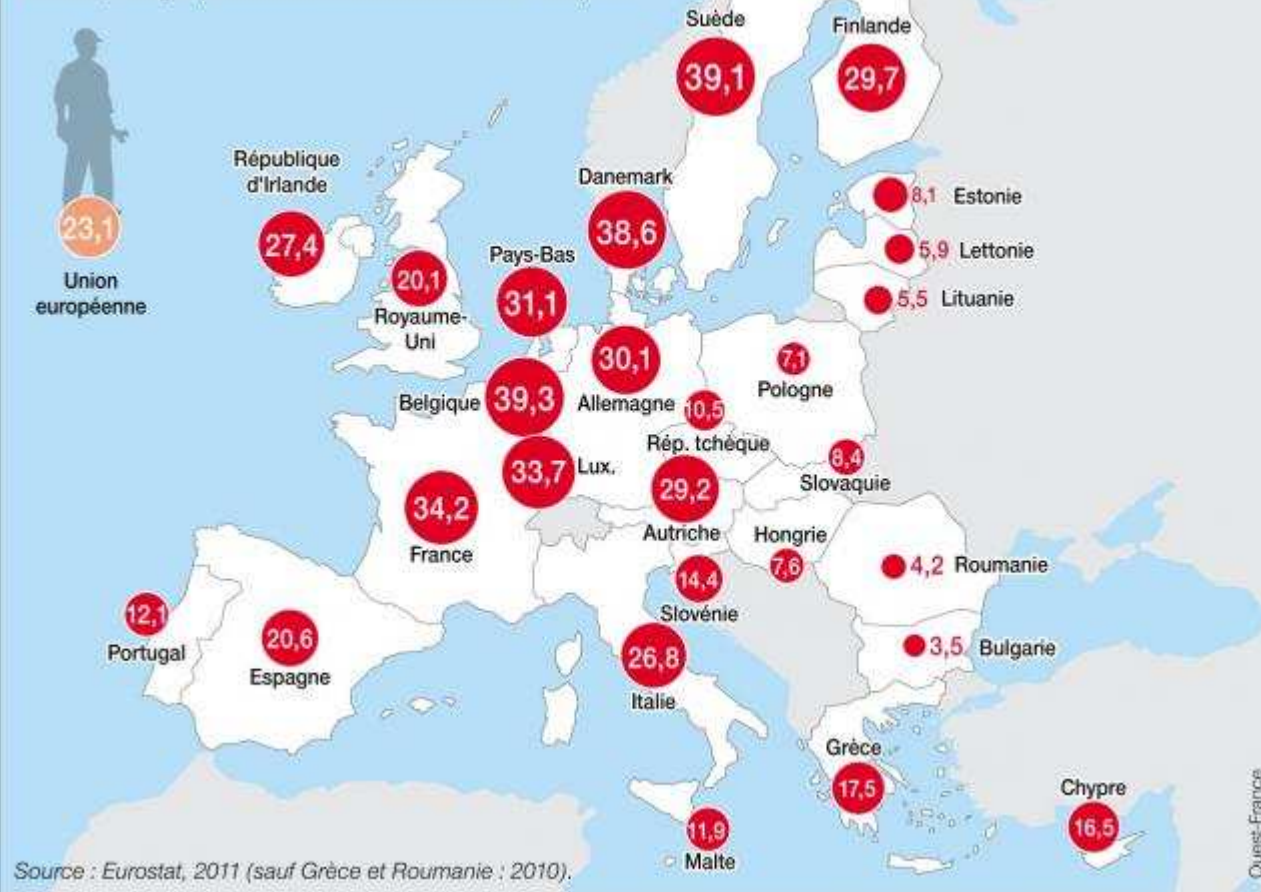 Suède
39,1
Finlande
29,7
République
d'Irlande
27,4
Danemark
38,6
8,1 Estonie
5,9 Lettonie
5,5 Lituanie
23,1
Union
européenne
20,1
Royaume-
Uni
Pays-Bas
31,1
30,1
Allemagne
7,1
Pologne
Belgique 39,3
10,5
Rép. tchèque
33,7 Lux.
8,4
Slovaquie
34,2
France
29,2
Autriche
Hongrie
7,6
4,2 Roumanie
14,4
Slovénie
12,1
Portugal
20,6
Espagne
26,8
Italie
3,5 Bulgarie
Grèce
17,5
Chypre
16,5
11,9
Malte
Source : Eurostat, 2011 (sauf Grèce et Roumanie : 2010).
Ouest-France